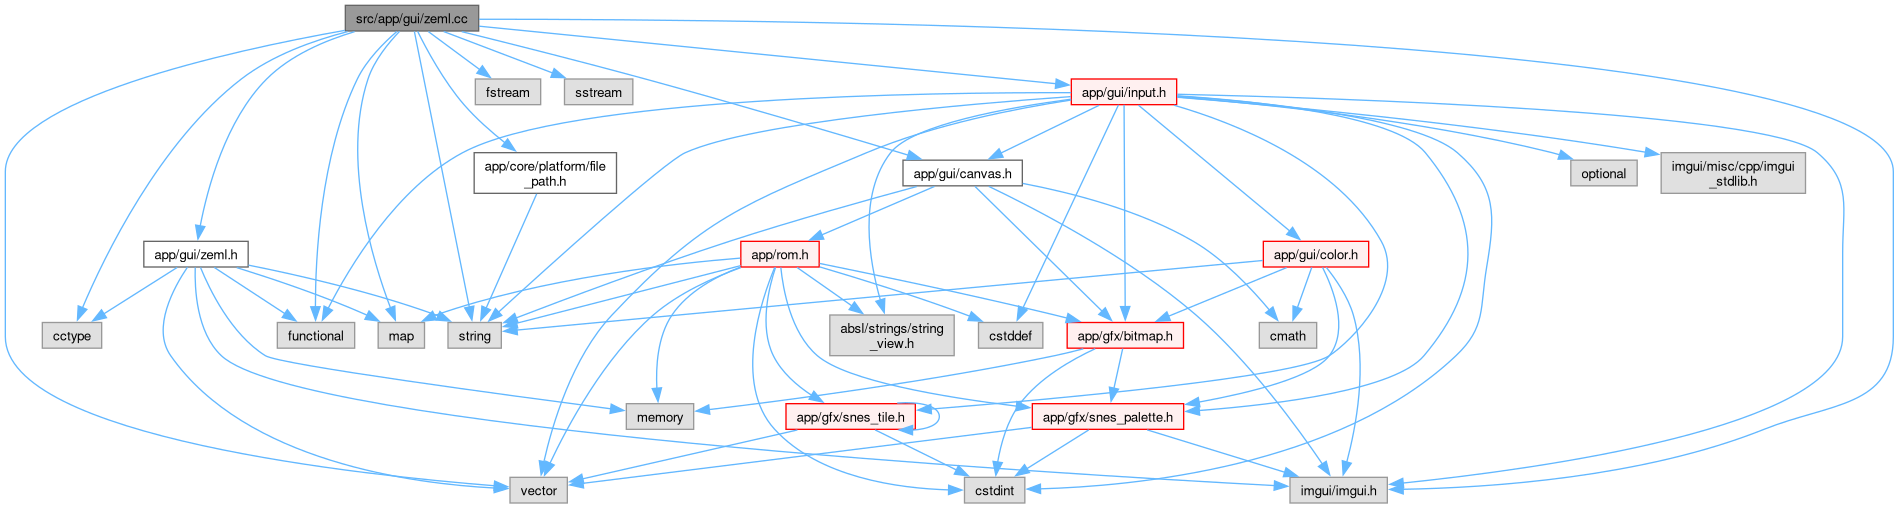 src/app/gui/zeml.cc
fstream
sstream
app/gui/input.h
app/core/platform/file
_path.h
app/gui/canvas.h
optional
imgui/misc/cpp/imgui
_stdlib.h
app/gui/zeml.h
app/rom.h
app/gui/color.h
cctype
functional
map
string
absl/strings/string
_view.h
cstddef
app/gfx/bitmap.h
cmath
memory
app/gfx/snes_tile.h
app/gfx/snes_palette.h
vector
cstdint
imgui/imgui.h